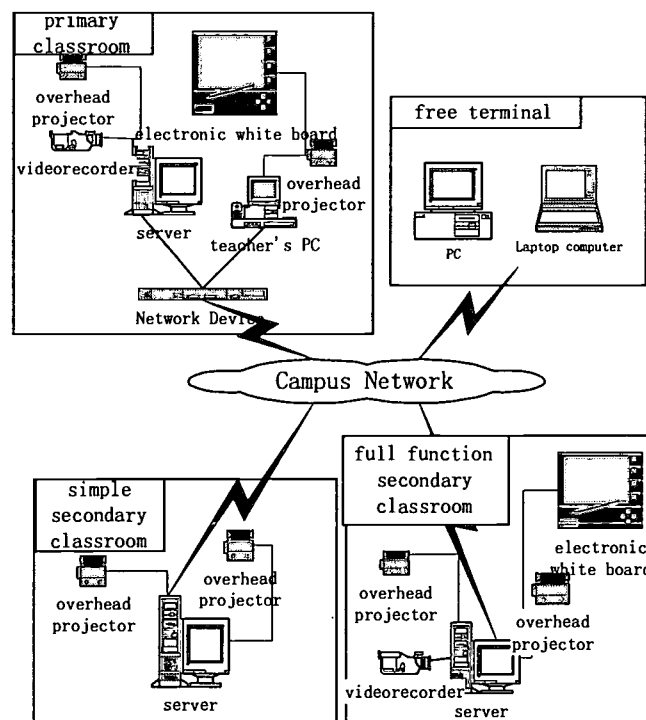 primary
classroom
overhead
projector
electronic white board
videorecorder
server
overhead
projector
teacher's PC
Network Device
free terminal
PC
Laptop computer
Campus Network
simple
secondary
classroom
overhead
projector
overhead
projector
server
full function
secondary
classroom
electronic
white board
overhead
projector
overhead
projector
videorecorder
server